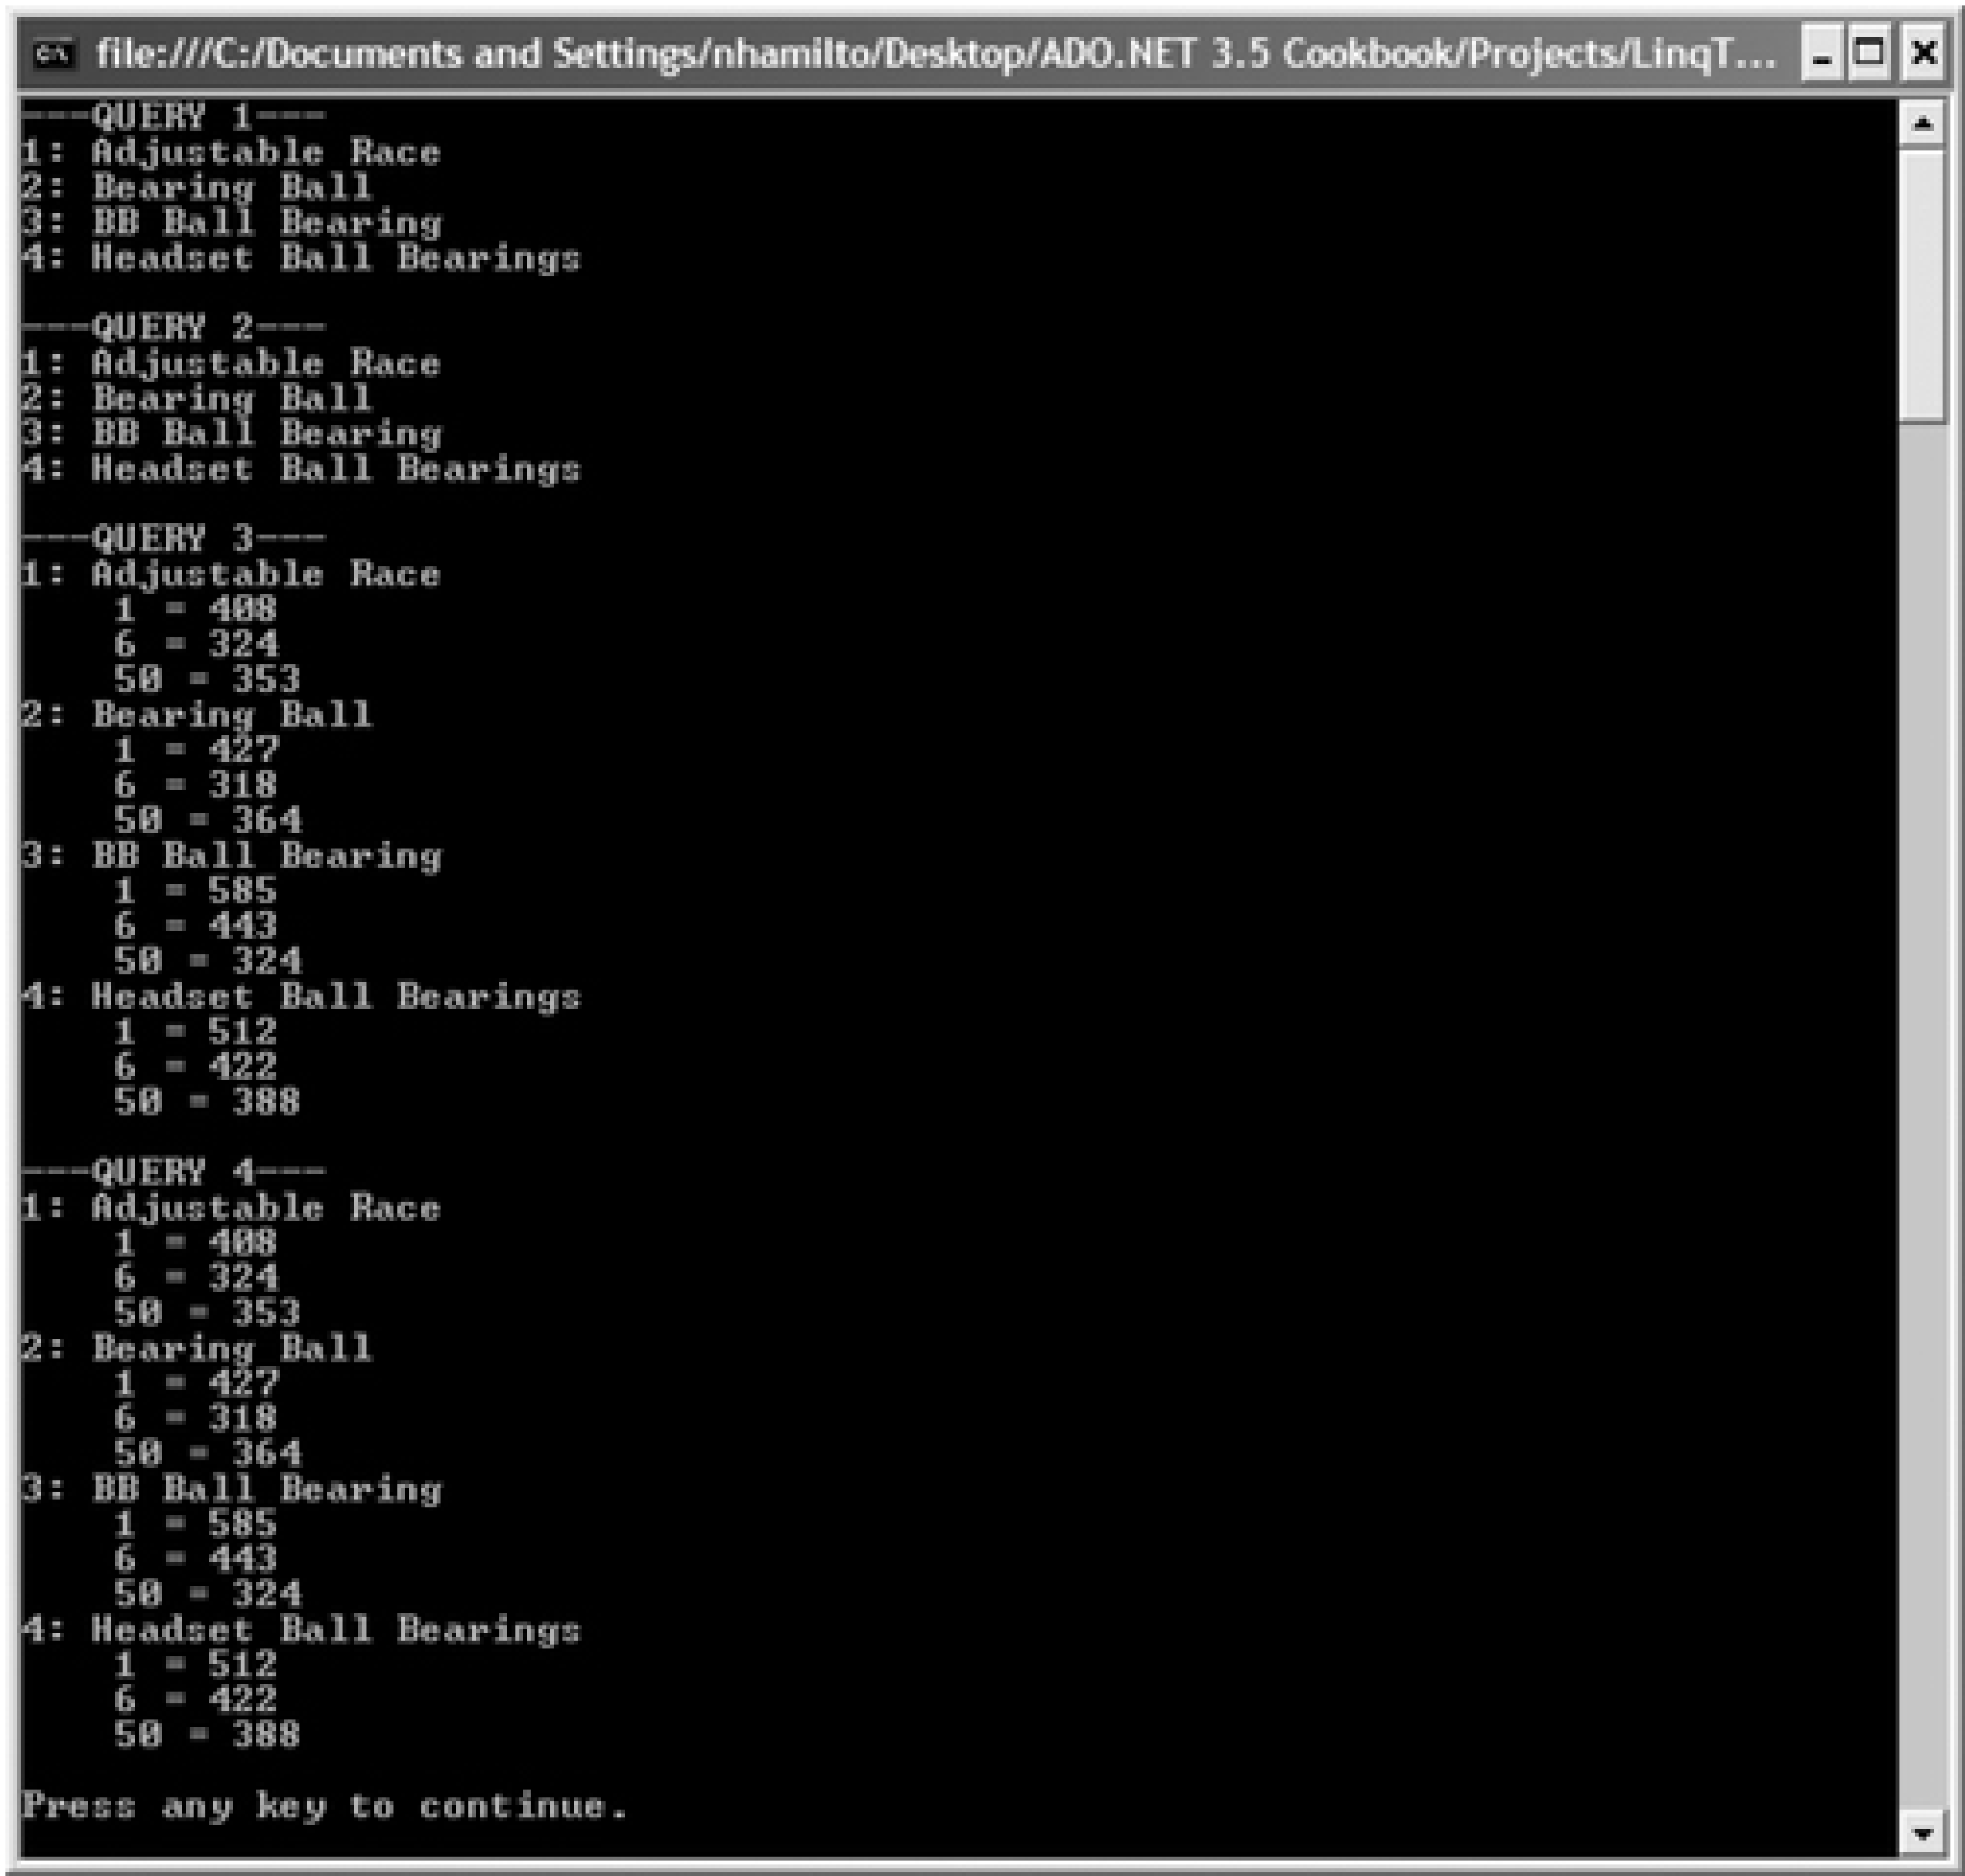 file:///C:/Documents and Settings/nhamilto/Desktop/ADO.NET 3.5 Cookbook/Projects/LinqT...
---QUERY 1---
1: Adjustable Race
2: Bearing Ball
3: BB Ball Bearing
4: Headset Ball Bearings
---QUERY 2---
1: Adjustable Race
2: Bearing Ball
3: BB Ball Bearing
4: Headset Ball Bearings
---QUERY 3---
1: Adjustable Race
1 = 408
6 = 324
50 = 353
2: Bearing Ball
1 = 427
6 = 318
50 = 364
3: BB Ball Bearing
1 = 585
6 = 443
50 = 324
4: Headset Ball Bearings
1 = 512
6 = 422
50 = 388
---QUERY 4---
1: Adjustable Race
1 = 408
6 = 324
50 = 353
2: Bearing Ball
1 = 427
6 = 318
50 = 364
3: BB Ball Bearing
1 = 585
6 = 443
50 = 324
4: Headset Ball Bearings
1 = 512
6 = 422
50 = 388
Press any key to continue.